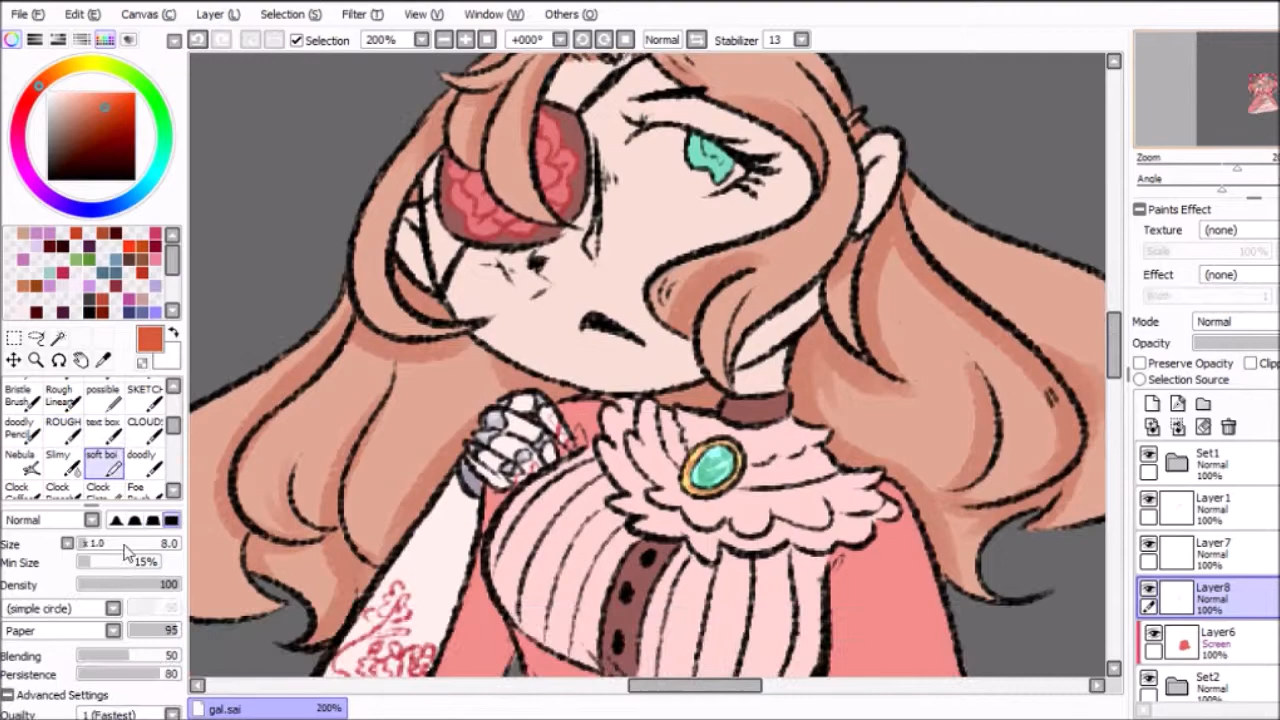 File (F) Edit (E) Canvas (C) Layer (L) Selection (S) Filter (T) View (V) Window (W) Others (O)
Selection 200% +000° Normal Stabilizer 13
Zoom
Angle
Paints Effect
Texture (none)
Scale 100%
Effect (none)
Width 1
Mode Normal
Opacity
Preserve Opacity
Selection Source
Bristle Brush
Rough
possible
SKETCH
doodly Pencil
ROUGH
text box
CLOUD
Nebula
Slimy
soft boi
doodly
Clock
Clock
Clock
Foe
Normal
Size x 1.0 8.0
Min Size 15%
Density 100
(simple circle)
Paper 95
Blending 50
Persistence 80
Advanced Settings
Quality 1 (Fastest)
Set1
Normal
100%
Layer1
Normal
100%
Layer7
Normal
100%
Layer8
Normal
100%
Layer6
Screen
100%
Set2
Normal
gal.sai 200%